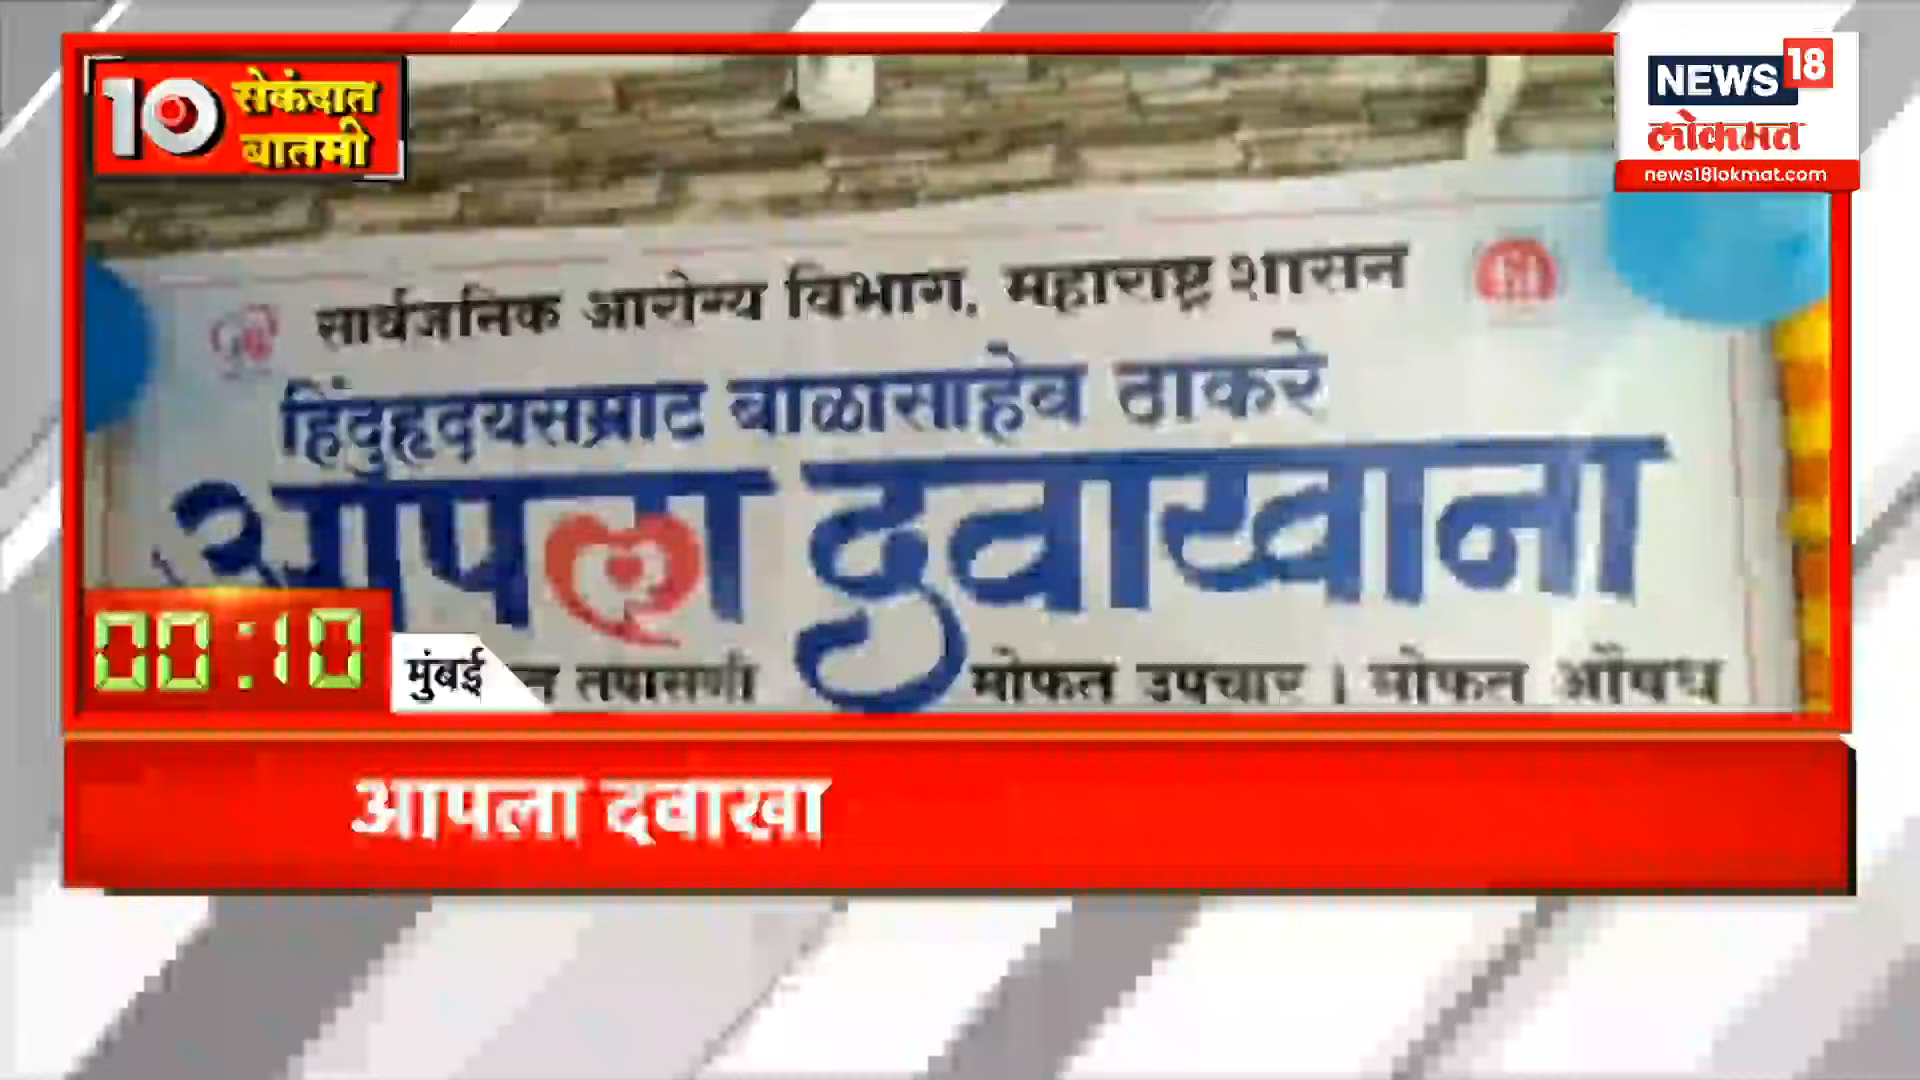 10 सेकंदात
बातमी
NEWS 18
लोकमत
news18lokmat.com
सार्वजनिक आरोग्य विभाग, महाराष्ट्र शासन
हिंदुहृदयसम्राट बाळासाहेब ठाकरे
आपला दवाखाना
तपासणी मोफत उपचार । मोफत औषध
00:10
मुंबई
आपला दवाखा